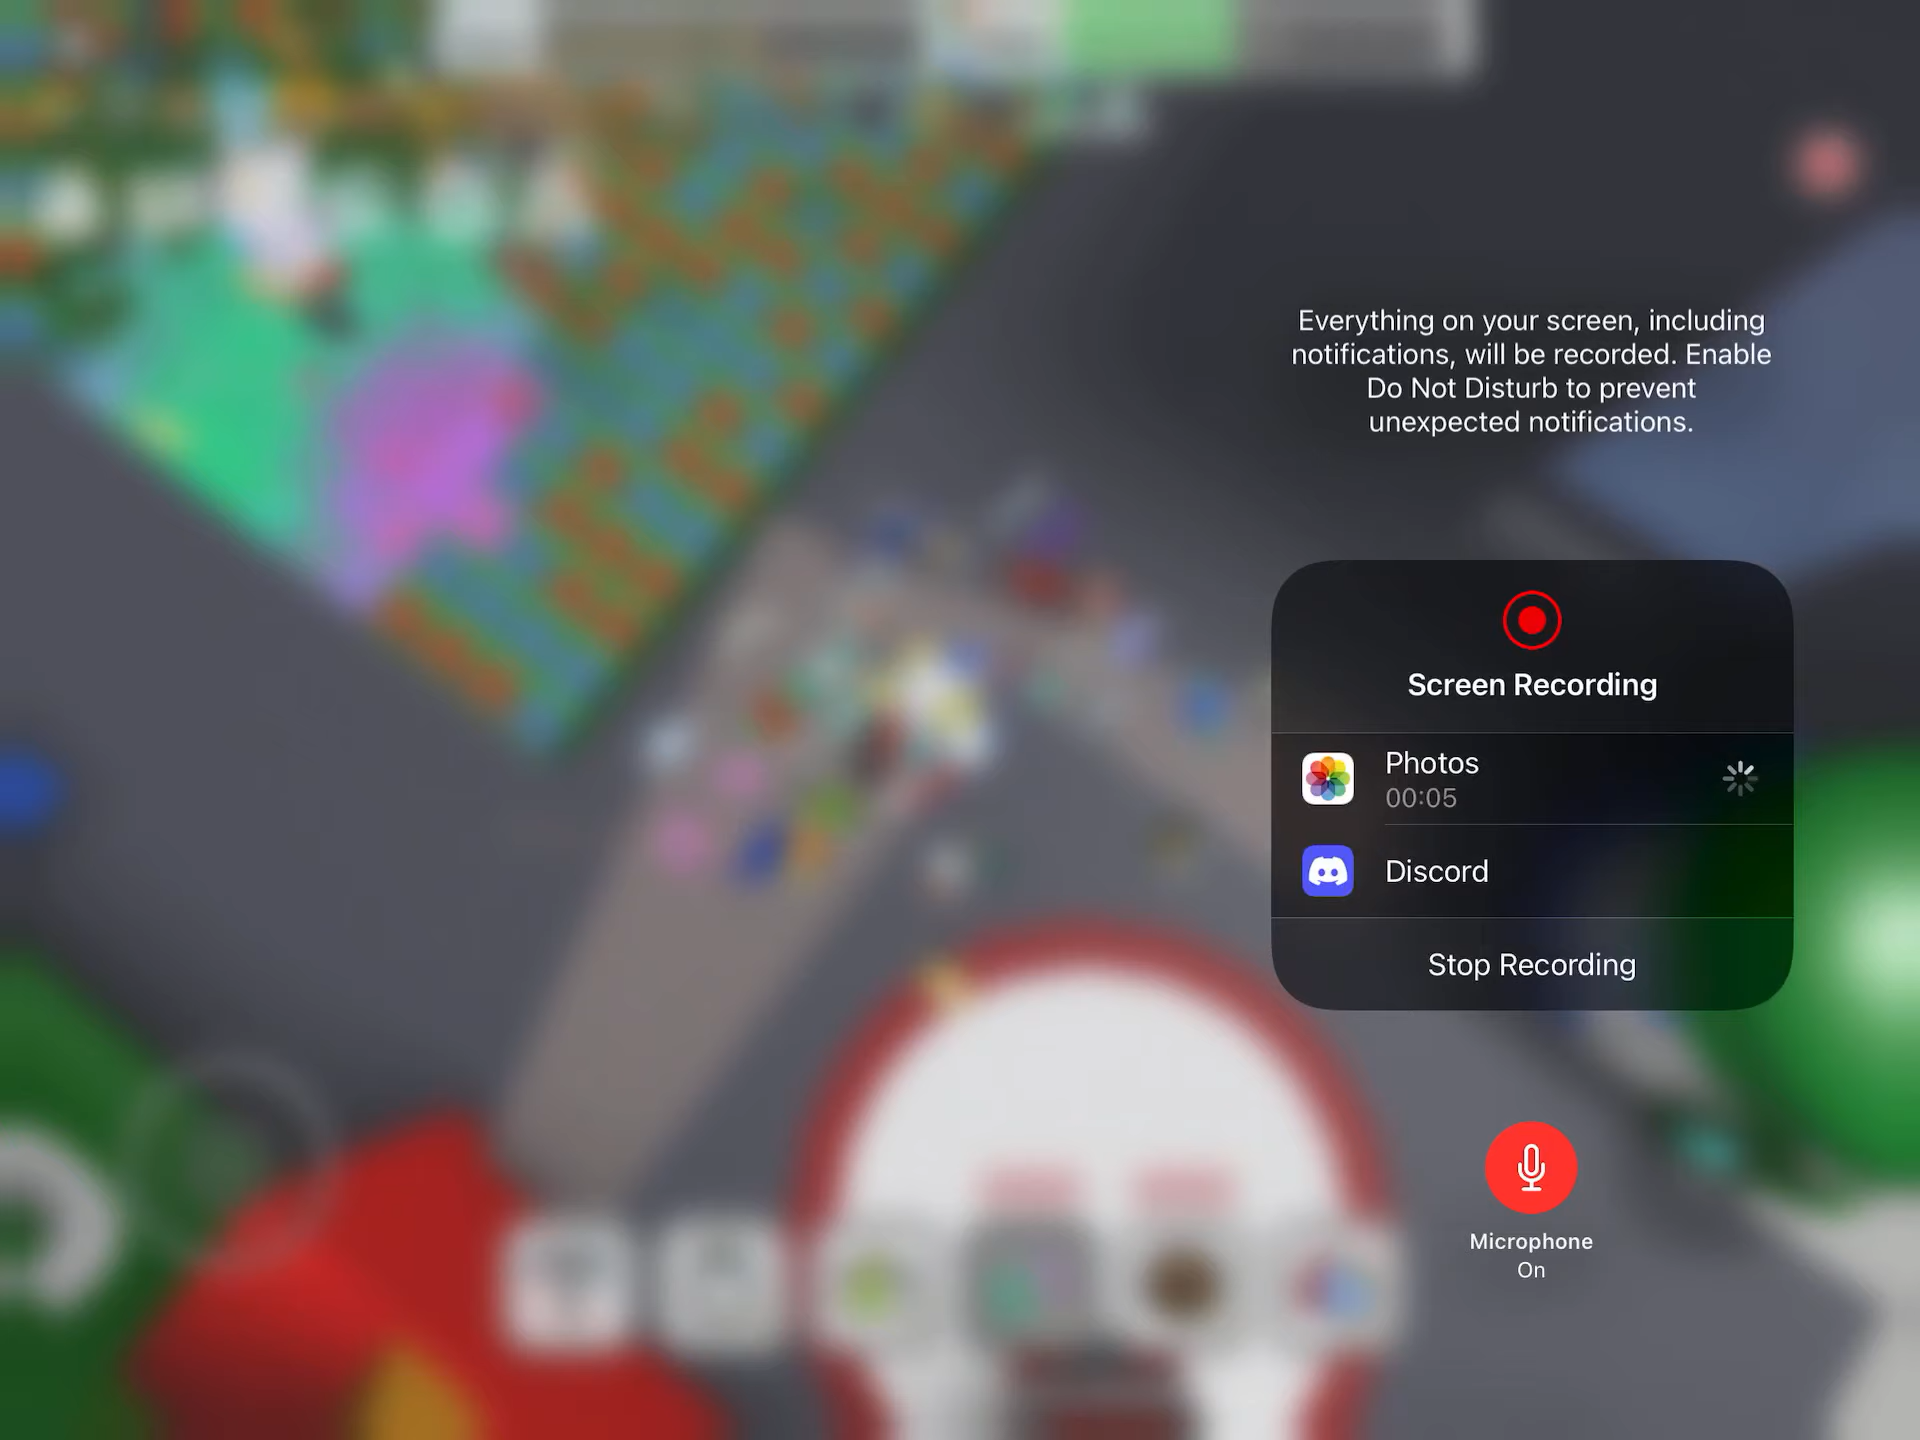 Everything on your screen, including
notifications, will be recorded. Enable
Do Not Disturb to prevent
unexpected notifications.
Screen Recording
Photos
00:05
Discord
Stop Recording
Microphone
On